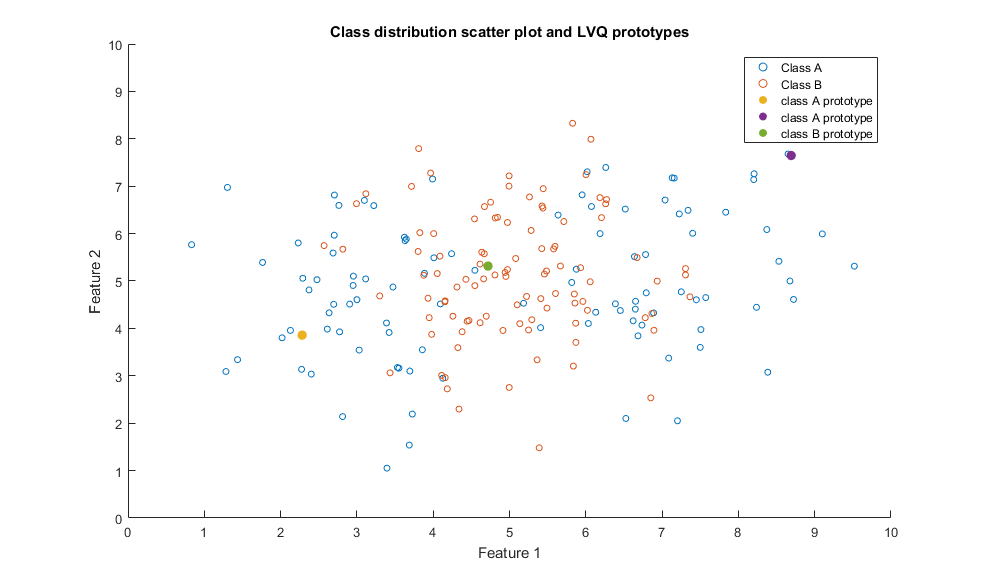 Class distribution scatter plot and LVQ prototypes
10
9
8
7
6
5
4
3
2
1
0
Feature 2
Class A
Class B
class A prototype
class A prototype
class B prototype
0 1 2 3 4 5 6 7 8 9 10
Feature 1